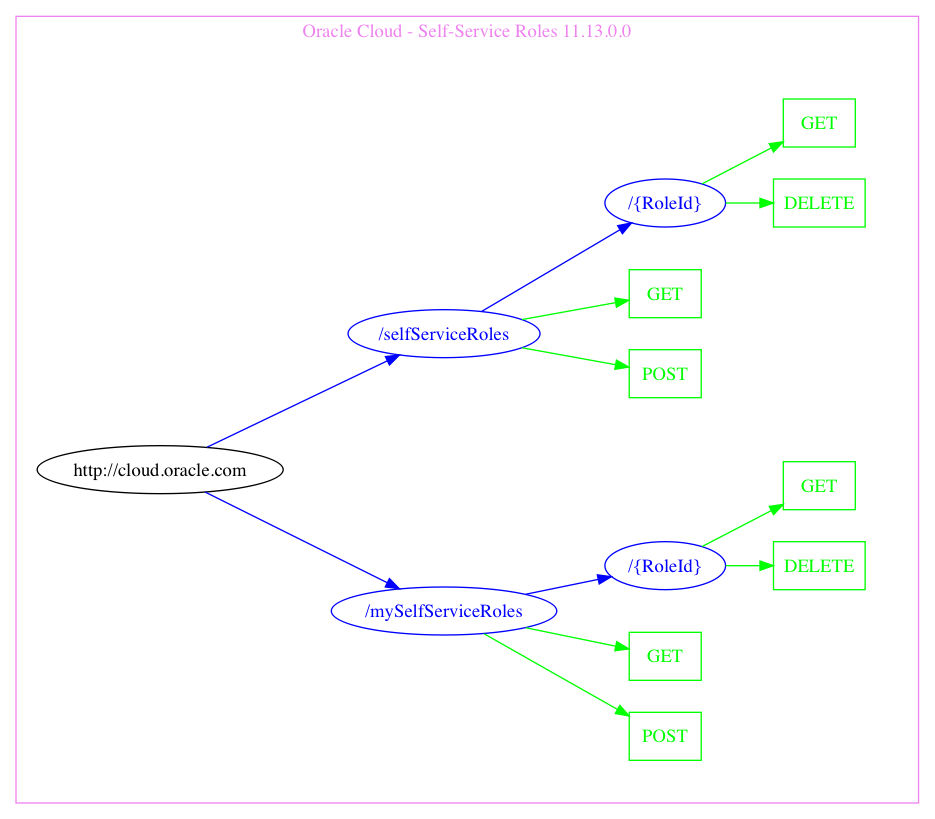 Oracle Cloud - Self-Service Roles 11.13.0.0
GET
/{RoleId}
DELETE
GET
/selfServiceRoles
POST
http://cloud.oracle.com
GET
/{RoleId}
DELETE
/mySelfServiceRoles
GET
POST